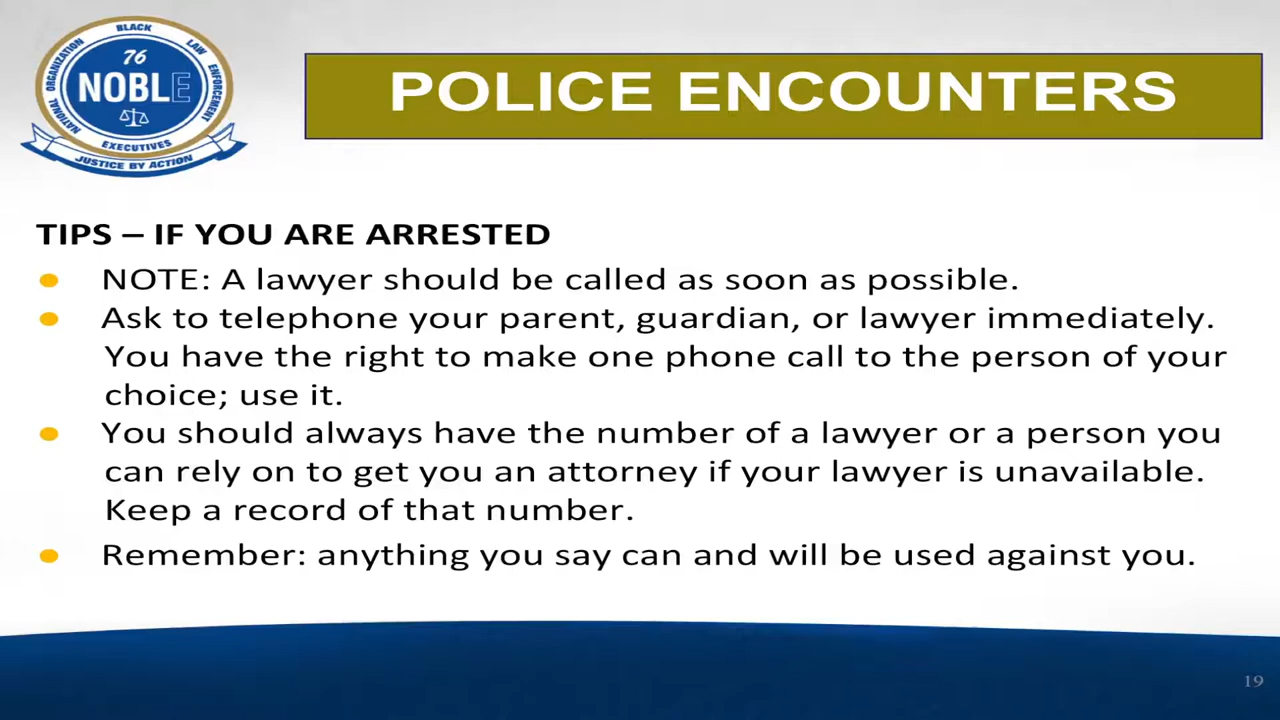 NATIONAL ORGANIZATION BLACK LAW ENFORCEMENT EXECUTIVES
76
NOBLE
JUSTICE BY ACTION
POLICE ENCOUNTERS
TIPS – IF YOU ARE ARRESTED
NOTE: A lawyer should be called as soon as possible.
Ask to telephone your parent, guardian, or lawyer immediately.
You have the right to make one phone call to the person of your
choice; use it.
You should always have the number of a lawyer or a person you
can rely on to get you an attorney if your lawyer is unavailable.
Keep a record of that number.
Remember: anything you say can and will be used against you.
19